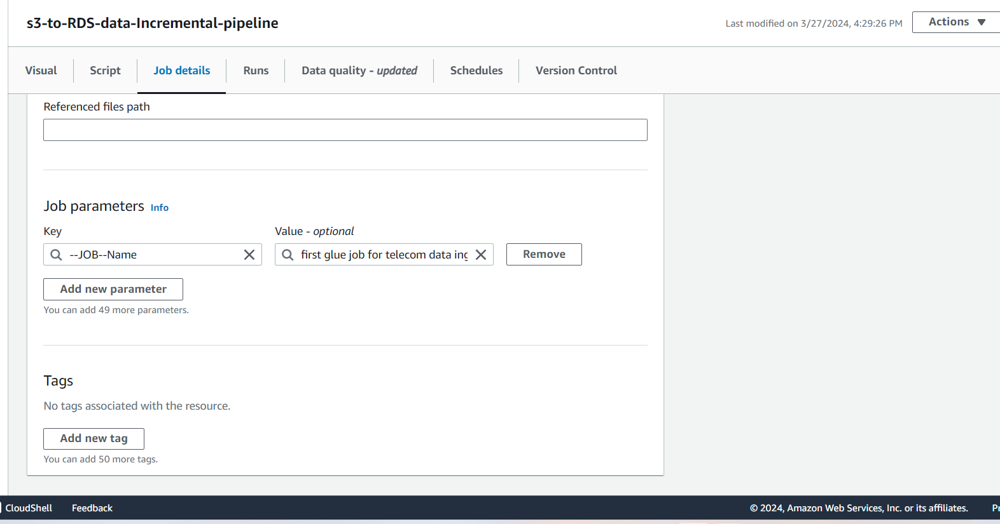 s3-to-RDS-data-Incremental-pipeline
Last modified on 3/27/2024, 4:29:26 PM
Actions
Visual
Script
Job details
Runs
Data quality - updated
Schedules
Version Control
Referenced files path
Job parameters Info
Key
Value - optional
--JOB--Name
first glue job for telecom data
Remove
Add new parameter
You can add 49 more parameters.
Tags
No tags associated with the resource.
Add new tag
You can add 50 more tags.
CloudShell
Feedback
© 2024, Amazon Web Services, Inc. or its affiliates.